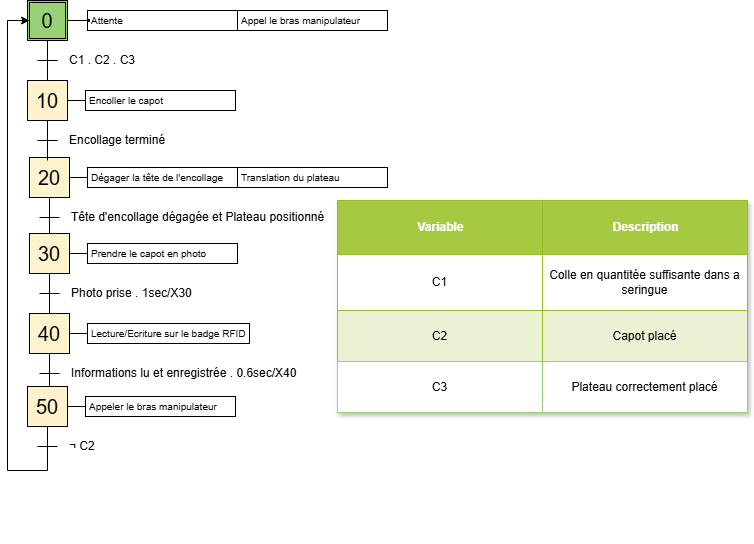 0
Attente
Appel le bras manipulateur
C1 . C2 . C3
10
Encoller le capot
Encollage terminé
20
Dégager la tête de l'encollage
Translation du plateau
Tête d'encollage dégagée et Plateau positionné
30
Prendre le capot en photo
Photo prise . 1sec/X30
40
Lecture/Ecriture sur le badge RFID
Informations lu et enregistrée . 0.6sec/X40
50
Appeler le bras manipulateur
¬ C2
Variable
Description
C1
Colle en quantitée suffisante dans a
seringue
C2
Capot placé
C3
Plateau correctement placé